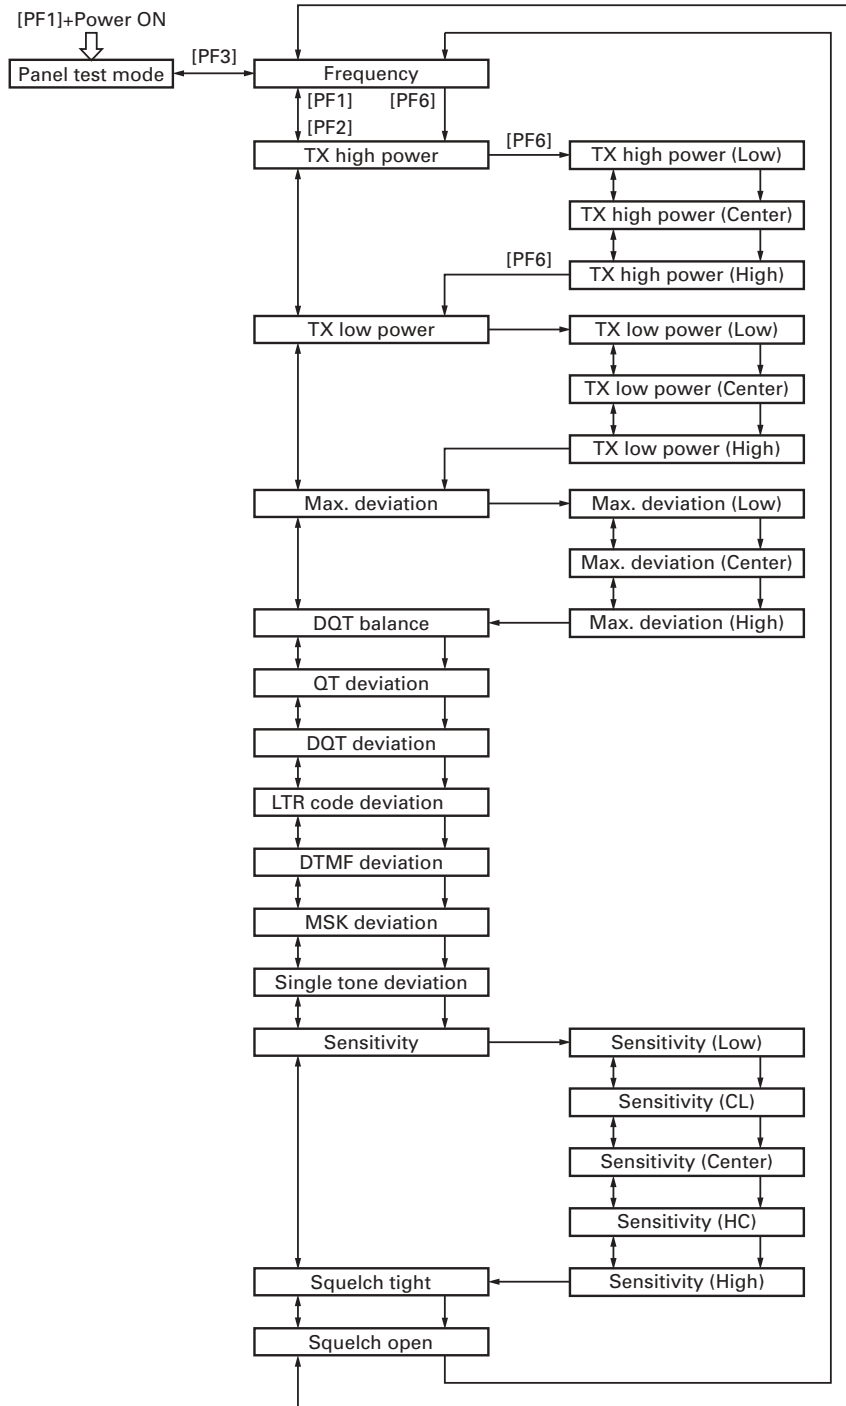 [PF1]+Power ON
Panel test mode
[PF3]
Frequency
[PF1]
[PF2]
[PF6]
TX high power
[PF6]
TX high power (Low)
TX high power (Center)
TX high power (High)
[PF6]
TX low power
TX low power (Low)
TX low power (Center)
TX low power (High)
Max. deviation
Max. deviation (Low)
Max. deviation (Center)
Max. deviation (High)
DQT balance
QT deviation
DQT deviation
LTR code deviation
DTMF deviation
MSK deviation
Single tone deviation
Sensitivity
Sensitivity (Low)
Sensitivity (CL)
Sensitivity (Center)
Sensitivity (HC)
Sensitivity (High)
Squelch tight
Squelch open